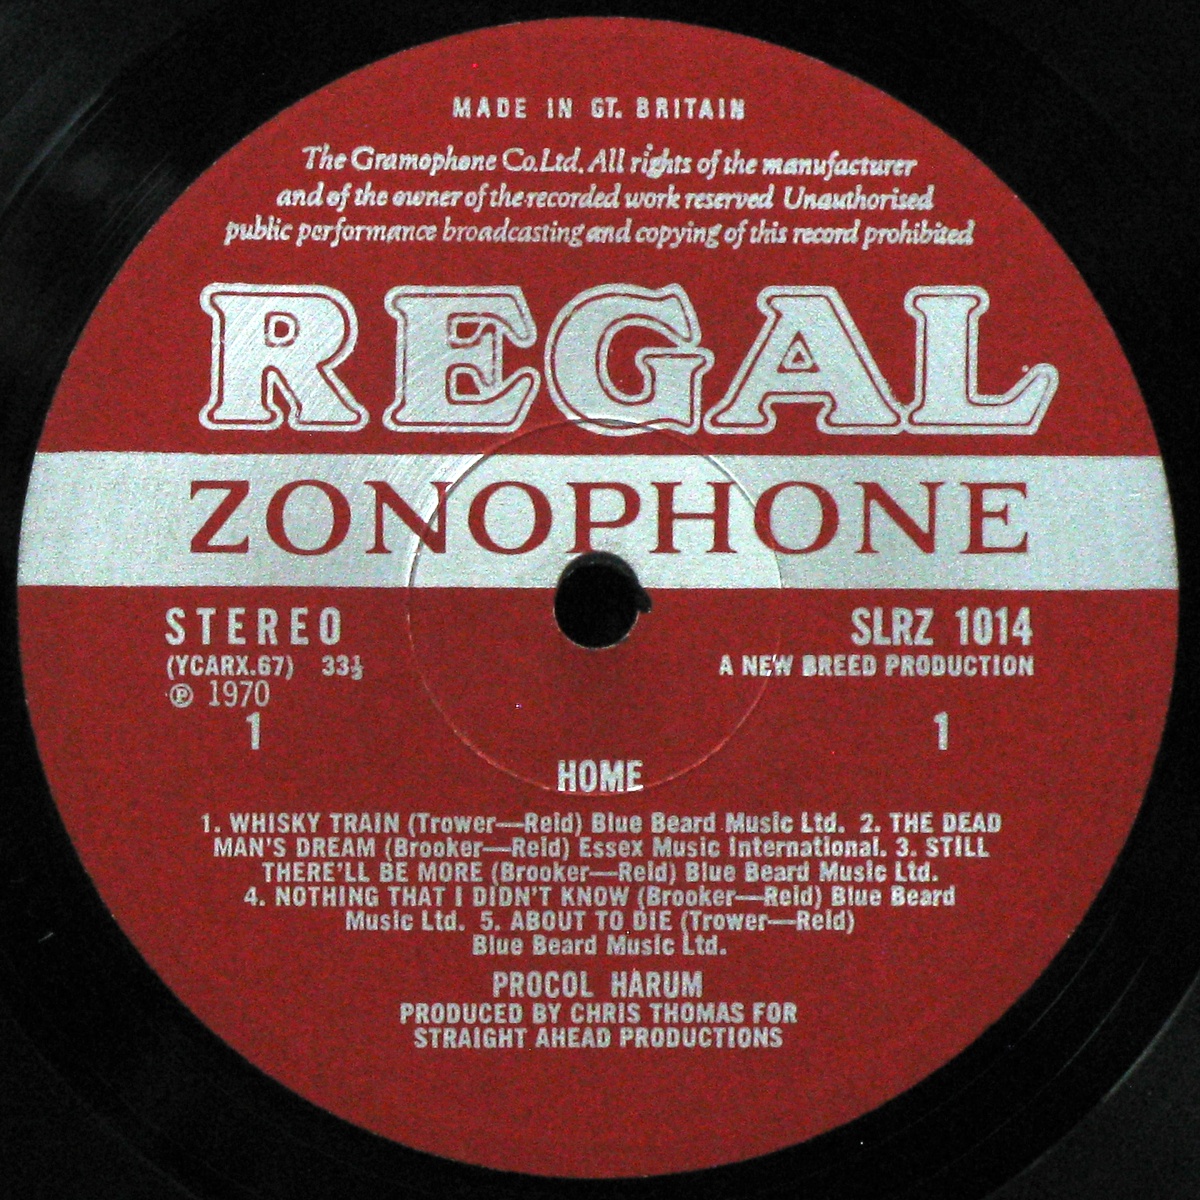 MADE IN GT. BRITAIN
The Gramophone Co.Ltd. All rights of the manufacturer
and of the owner of the recorded work reserved Unauthorised
public performance broadcasting and copying of this record prohibited
REGAL
ZONOPHONE
STEREO
SLRZ 1014
(YCARX.67) 33⅓
A NEW BREED PRODUCTION
℗ 1970
1
1
HOME
1. WHISKY TRAIN (Trower—Reid) Blue Beard Music Ltd. 2. THE DEAD
MAN'S DREAM (Brooker—Reid) Essex Music International. 3. STILL
THERE'LL BE MORE (Brooker—Reid) Blue Beard Music Ltd.
4. NOTHING THAT I DIDN'T KNOW (Brooker—Reid) Blue Beard
Music Ltd. 5. ABOUT TO DIE (Trower—Reid)
Blue Beard Music Ltd.
PROCOL HARUM
PRODUCED BY CHRIS THOMAS FOR
STRAIGHT AHEAD PRODUCTIONS